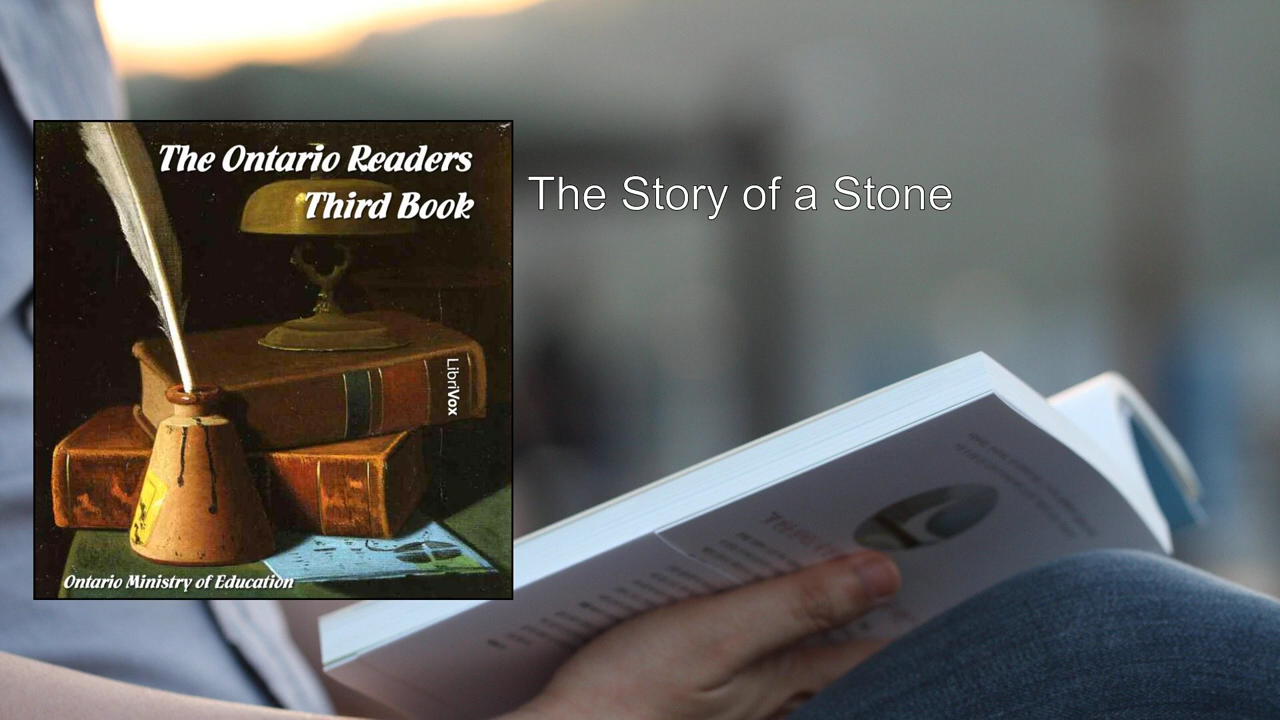 The Ontario Readers
Third Book
LibriVox
Ontario Ministry of Education
The Story of a Stone